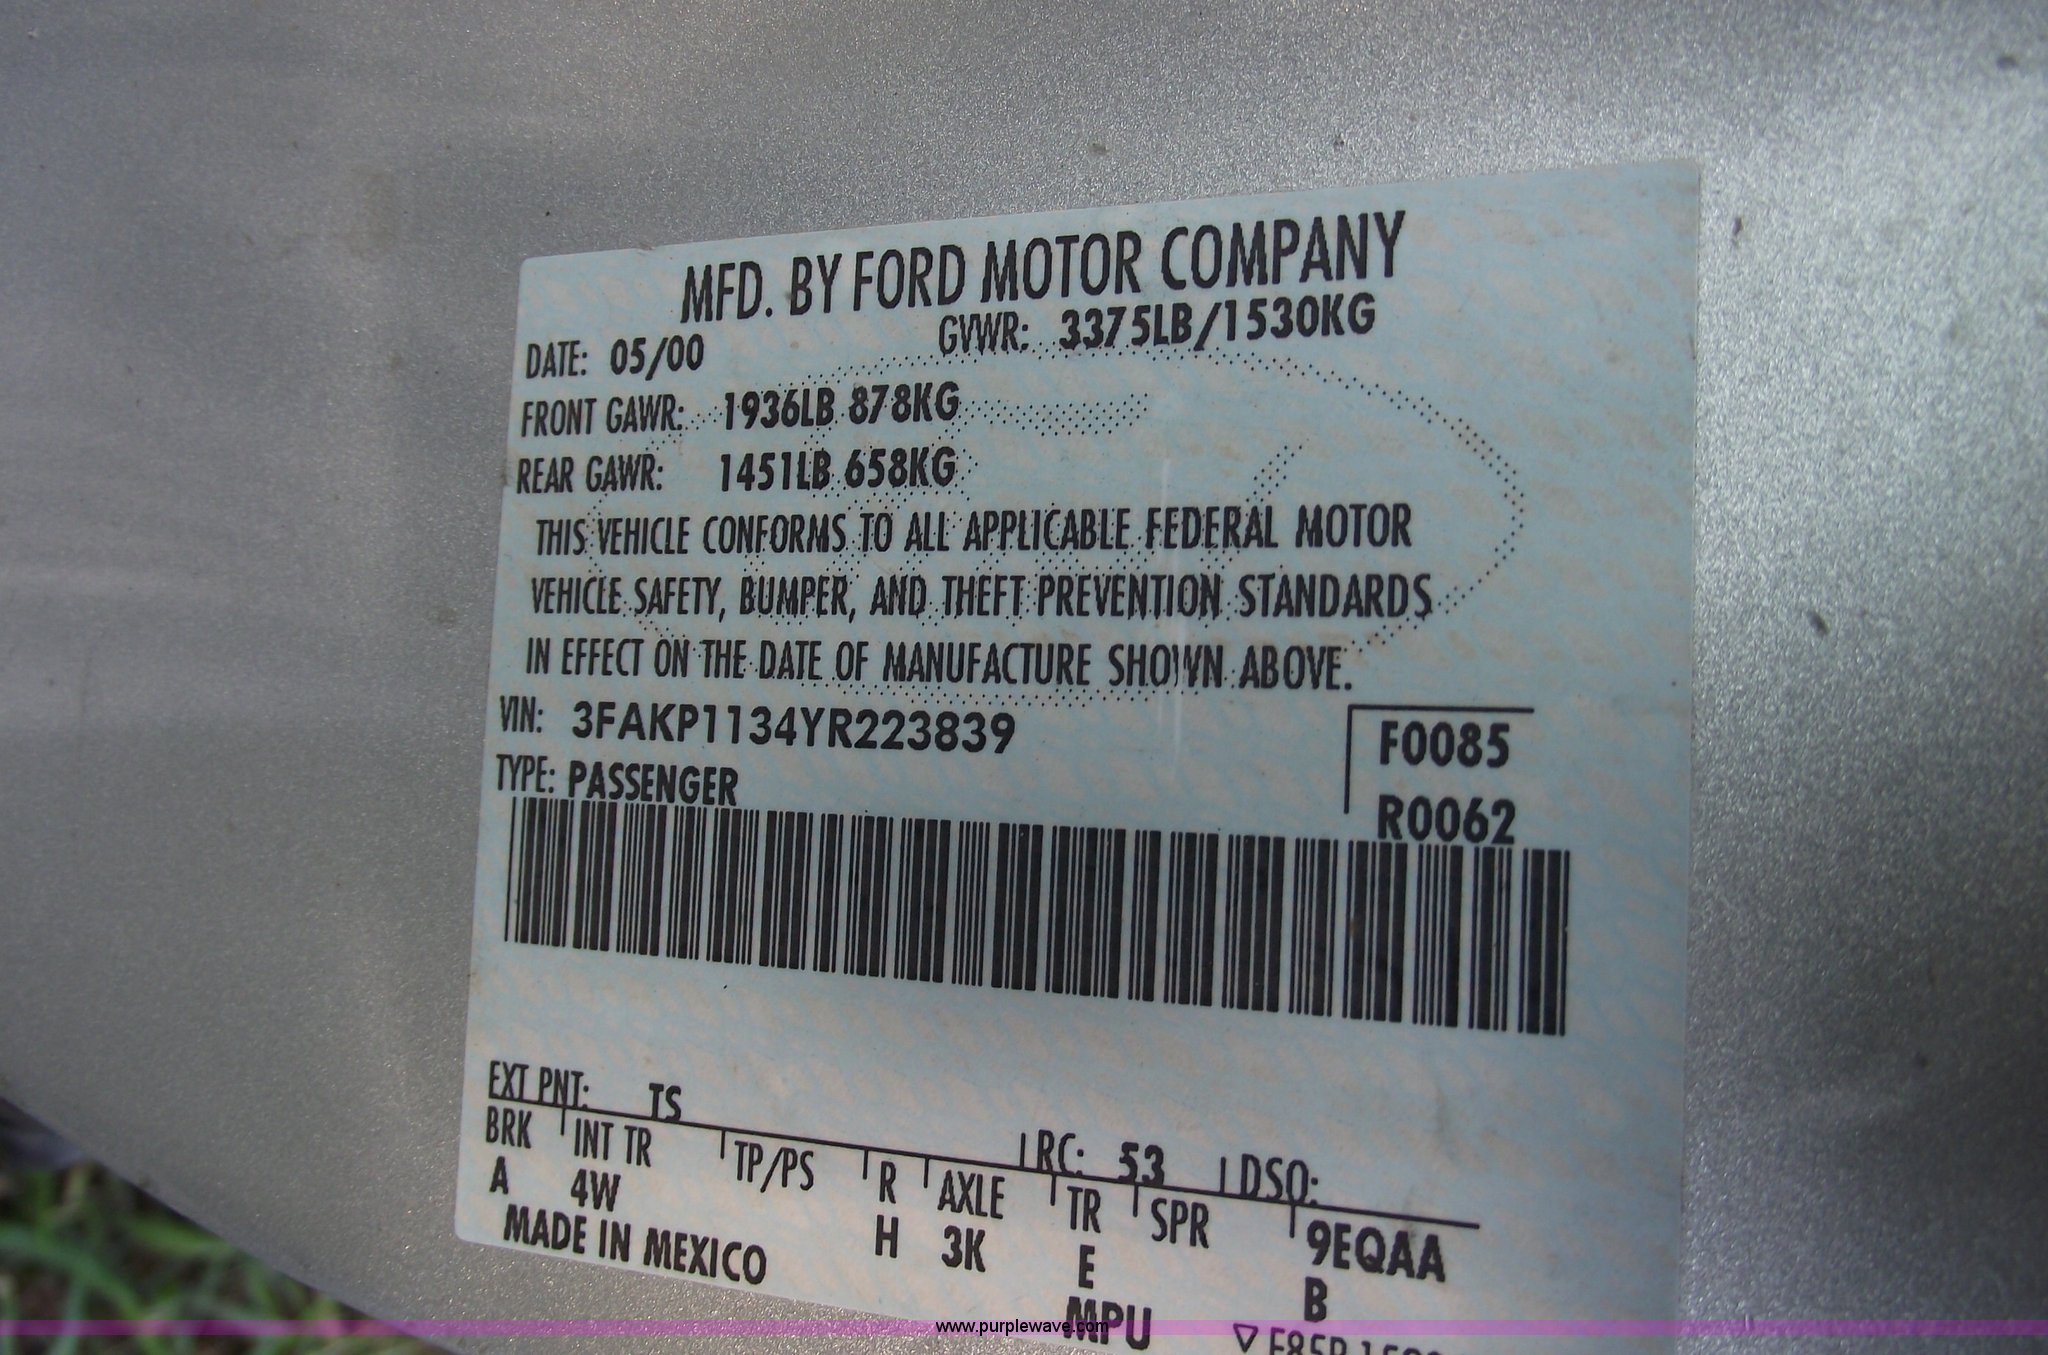 MFD. BY FORD MOTOR COMPANY
DATE: 05/00 GVWR: 3375LB/1530KG
FRONT GAWR: 1936LB 878KG
REAR GAWR: 1451LB 658KG
THIS VEHICLE CONFORMS TO ALL APPLICABLE FEDERAL MOTOR
VEHICLE SAFETY, BUMPER, AND THEFT PREVENTION STANDARDS
IN EFFECT ON THE DATE OF MANUFACTURE SHOWN ABOVE.
VIN: 3FAKP1134YR223839 F0085
TYPE: PASSENGER R0062
EXT PNT: TS RC: 53 DSO:
BRK INT TR TP/PS R AXLE TR SPR 9EQAA
A 4W H 3K E B
MADE IN MEXICO MPU
www.purplewave.com